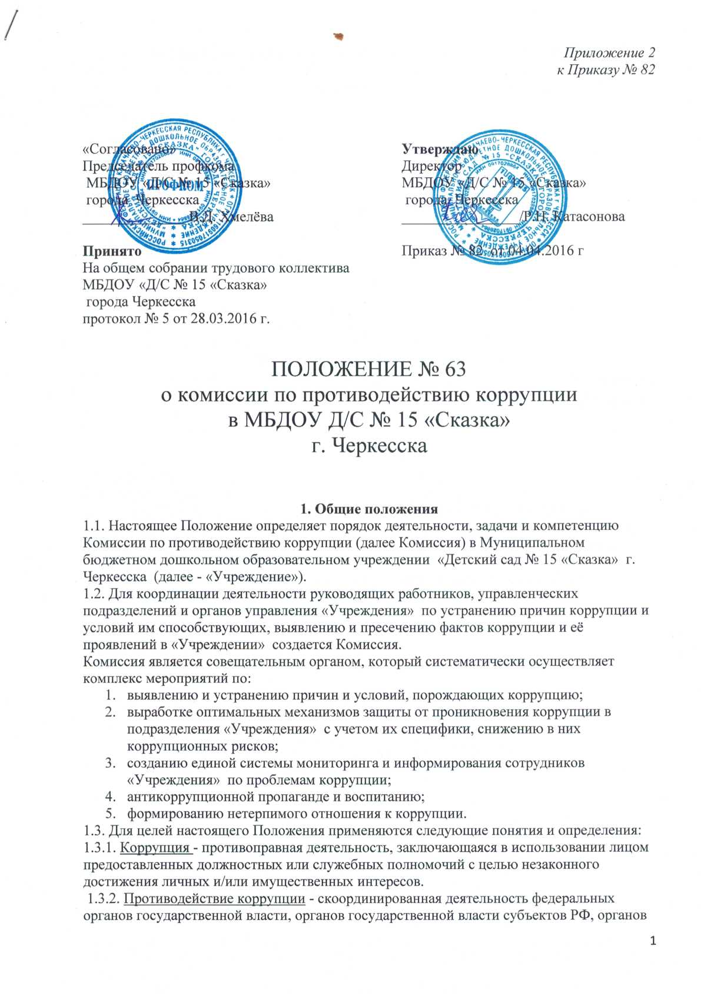 Приложение 2
к Приказу № 82
«Согласовано»
Председатель профкома
МБДОУ «Д/С № 15 «Сказка»
города Черкесска
В.Д. Хмелёва
ПРОФКОМ
Принято
На общем собрании трудового коллектива
МБДОУ «Д/С № 15 «Сказка»
города Черкесска
протокол № 5 от 28.03.2016 г.
Утверждаю
Директор
МБДОУ «Д/С № 15 «Сказка»
города Черкесска
/Р.Н. Катасонова
Приказ № 82 от 04.04.2016 г
ПОЛОЖЕНИЕ № 63
о комиссии по противодействию коррупции
в МБДОУ Д/С № 15 «Сказка»
г. Черкесска
1. Общие положения
1.1. Настоящее Положение определяет порядок деятельности, задачи и компетенцию
Комиссии по противодействию коррупции (далее Комиссия) в Муниципальном
бюджетном дошкольном образовательном учреждении «Детский сад № 15 «Сказка» г.
Черкесска (далее - «Учреждение»).
1.2. Для координации деятельности руководящих работников, управленческих
подразделений и органов управления «Учреждения» по устранению причин коррупции и
условий им способствующих, выявлению и пресечению фактов коррупции и её
проявлений в «Учреждении» создается Комиссия.
Комиссия является совещательным органом, который систематически осуществляет
комплекс мероприятий по:
1. выявлению и устранению причин и условий, порождающих коррупцию;
2. выработке оптимальных механизмов защиты от проникновения коррупции в
подразделения «Учреждения» с учетом их специфики, снижению в них
коррупционных рисков;
3. созданию единой системы мониторинга и информирования сотрудников
«Учреждения» по проблемам коррупции;
4. антикоррупционной пропаганде и воспитанию;
5. формированию нетерпимого отношения к коррупции.
1.3. Для целей настоящего Положения применяются следующие понятия и определения:
1.3.1. Коррупция - противоправная деятельность, заключающаяся в использовании лицом
предоставленных должностных или служебных полномочий с целью незаконного
достижения личных и/или имущественных интересов.
1.3.2. Противодействие коррупции - скоординированная деятельность федеральных
органов государственной власти, органов государственной власти субъектов РФ, органов
1